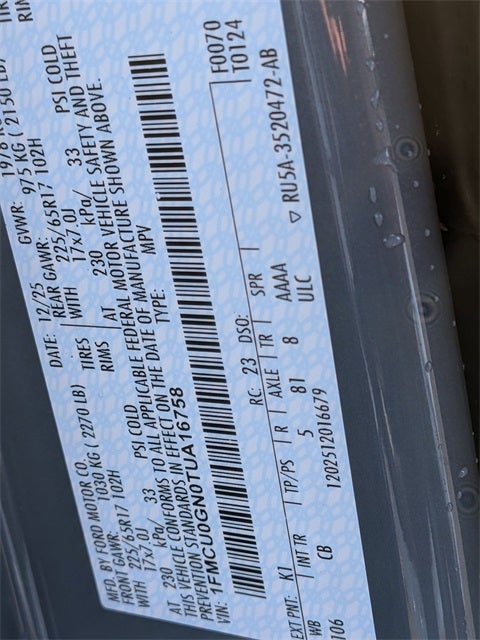 MFD. BY FORD MOTOR CO.
DATE: 12/25 GVWR:
FRONT GAWR: 1030 KG ( 2270 LB) REAR GAWR: 975 KG ( 2150 LB)
WITH 225/65R17 102H TIRES WITH 225/65R17 102H
17x7.0J RIMS 17x7.0J
AT 230 kPa/ 33 PSI COLD AT 230 kPa/ 33 PSI COLD
THIS VEHICLE CONFORMS TO ALL APPLICABLE FEDERAL MOTOR VEHICLE SAFETY AND THEFT
PREVENTION STANDARDS IN EFFECT ON THE DATE OF MANUFACTURE SHOWN ABOVE.
VIN: 1FMCU0GN0TUA16758 TYPE: MPV
F0070
T0124
EXT PNT: K1 RC: 23 DSO:
WB INT TR TP/PS R AXLE TR SPR
106 CB 5 81 8 AAAA
ULC
1202512016679
▽ RU5A-3520472-AB